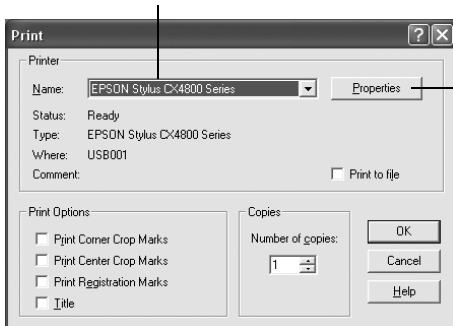 Print
Printer
Name: EPSON Stylus CX4800 Series Properties
Status: Ready
Type: EPSON Stylus CX4800 Series
Where: USB001
Comment: Print to file
Print Options
Print Corner Crop Marks
Print Center Crop Marks
Print Registration Marks
Title
Copies
Number of copies:
1
OK
Cancel
Help